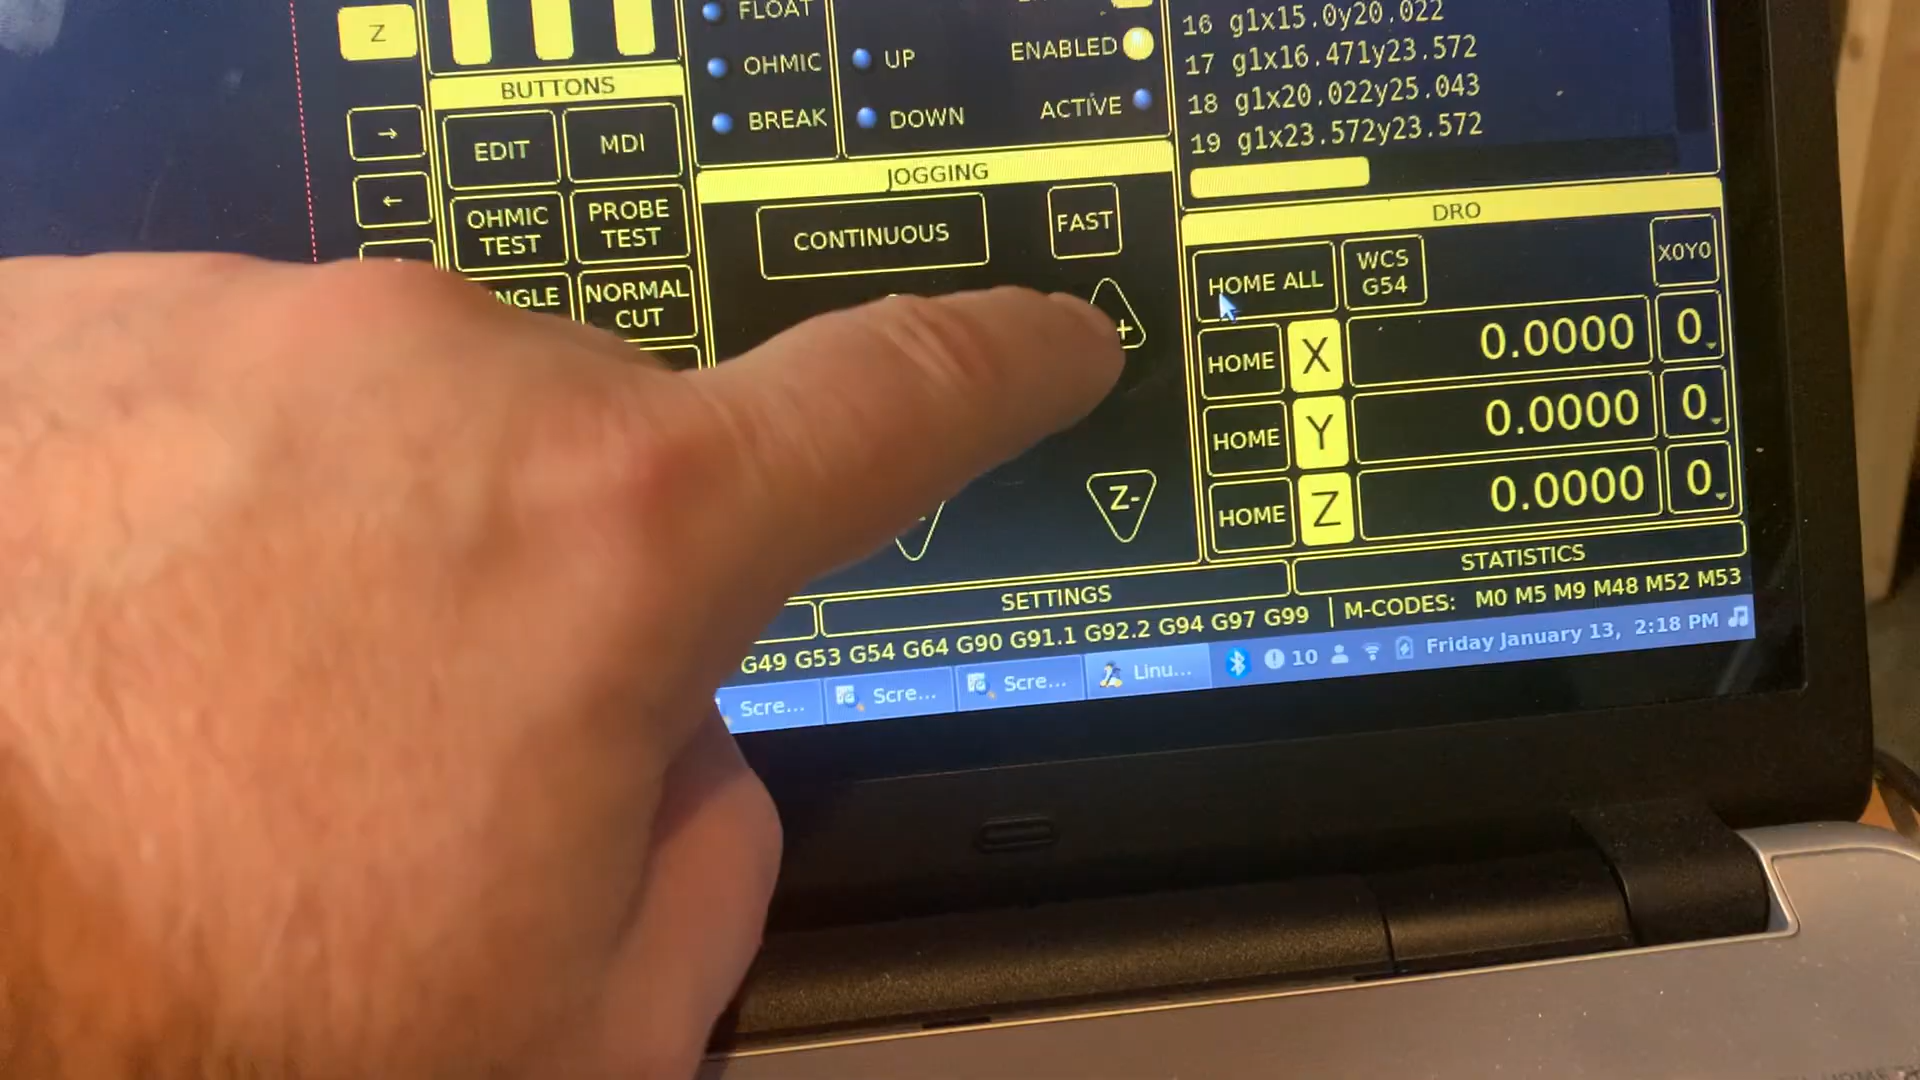 Z
BUTTONS
EDIT
MDI
OHMIC
TEST
PROBE
TEST
NORMAL
CUT
FLOAT
OHMIC
BREAK
UP
DOWN
ENABLED
ACTIVE
JOGGING
CONTINUOUS
FAST
+
Z-
16 g1x15.0y20.022
17 g1x16.471y23.572
18 g1x20.022y25.043
19 g1x23.572y23.572
DRO
HOME ALL
WCS
G54
X0Y0
HOME X 0.0000 0
HOME Y 0.0000 0
HOME Z 0.0000 0
SETTINGS
STATISTICS
G49 G53 G54 G64 G90 G91.1 G92.2 G94 G97 G99
M-CODES: M0 M5 M9 M48 M52 M53
Scre...
Scre...
Scre...
Linu...
10
Friday January 13, 2:18 PM